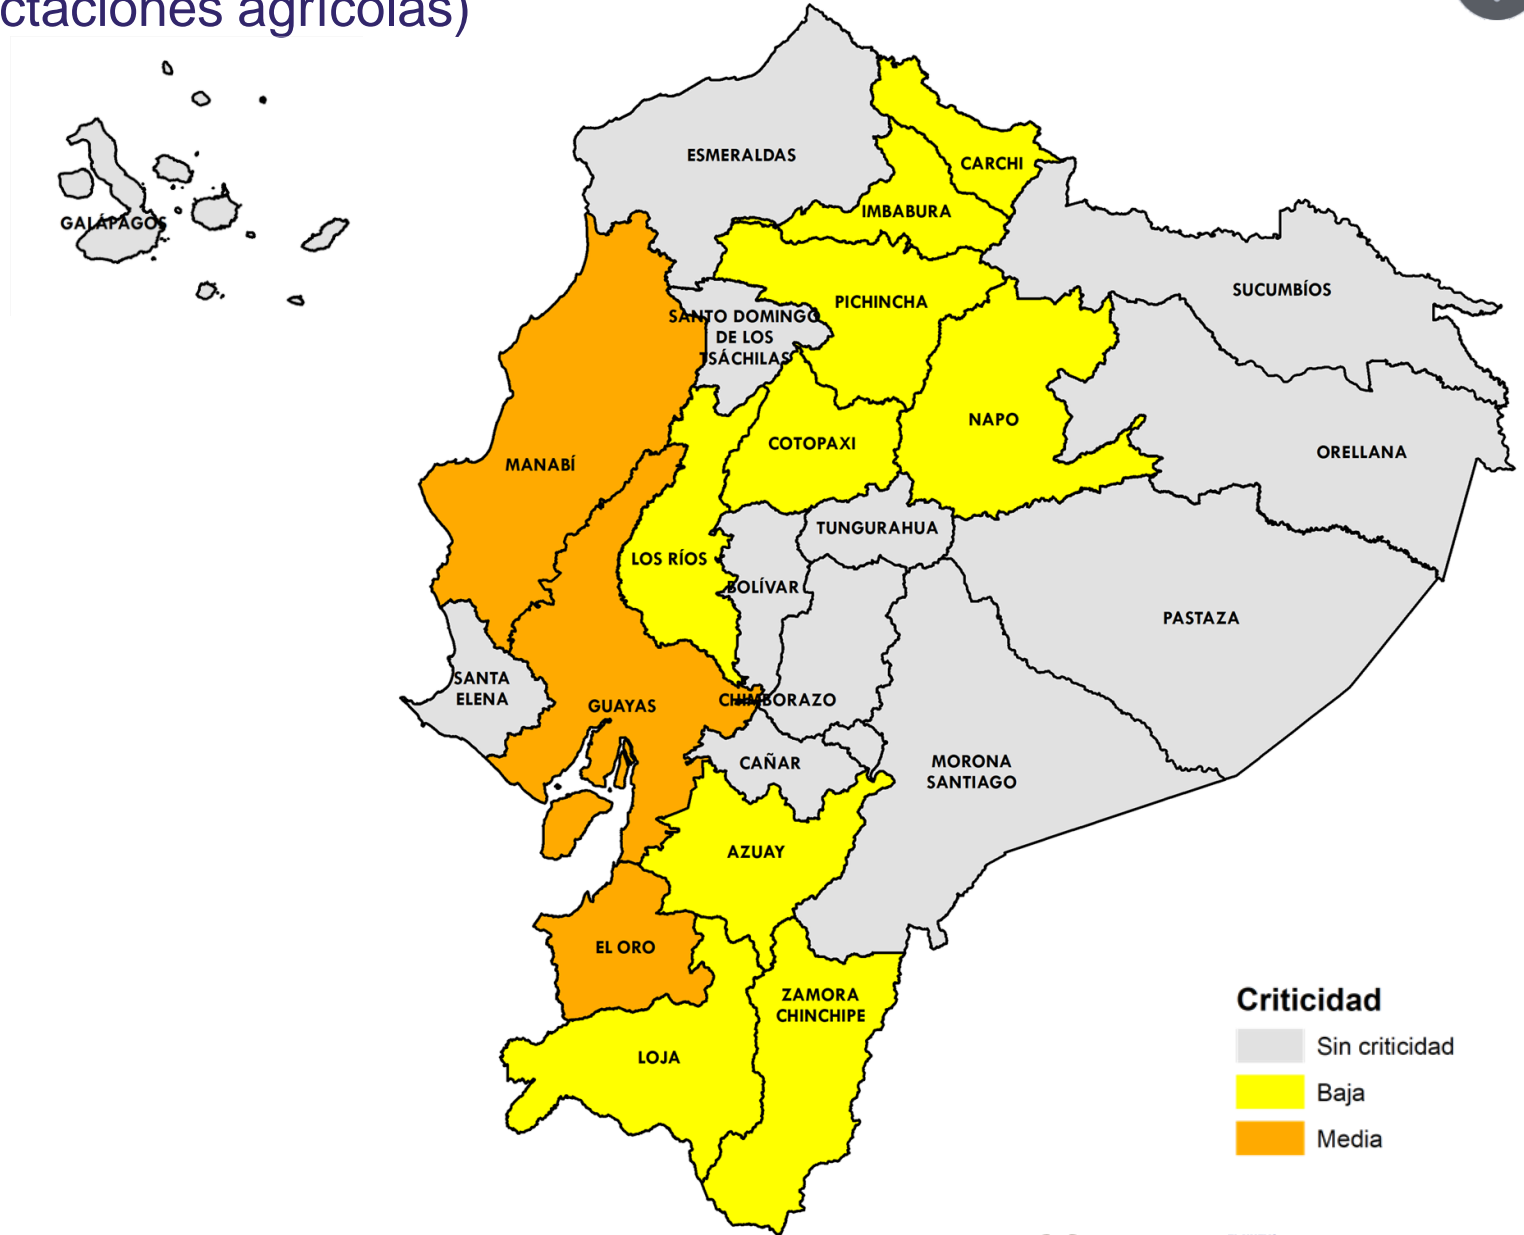 ctaciones agrícolas)
ESMERALDAS
CARCHI
IMBABURA
GALÁPAGOS
SUCUMBÍOS
PICHINCHA
SANTO DOMINGO
DE LOS
TSÁCHILAS
NAPO
COTOPAXI
ORELLANA
MANABÍ
TUNGURAHUA
LOS RÍOS
BOLÍVAR
PASTAZA
SANTA
ELENA
GUAYAS
CHIMBORAZO
CAÑAR
MORONA
SANTIAGO
AZUAY
EL ORO
ZAMORA
CHINCHIPE
LOJA
Criticidad
Sin criticidad
Baja
Media